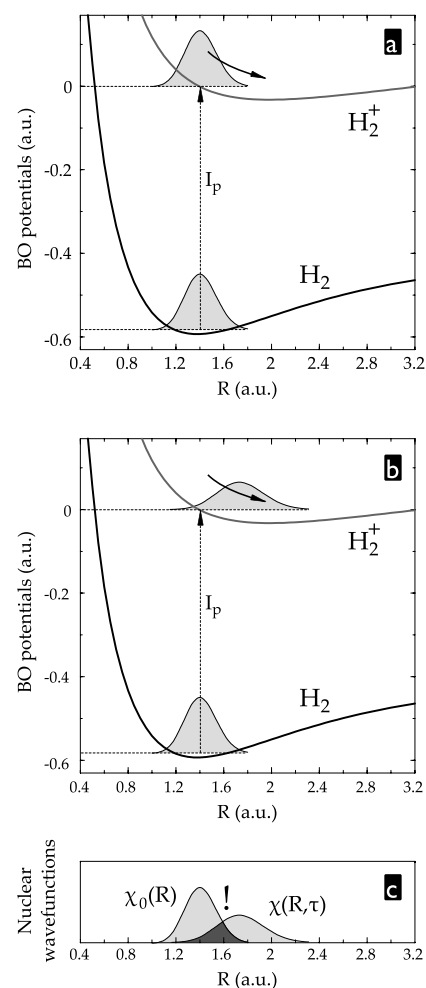 a
BO potentials (a.u.)
0
-0.2
-0.4
-0.6
H₂⁺
Iₚ
H₂
0.4 0.8 1.2 1.6 2 2.4 2.8 3.2
R (a.u.)
b
BO potentials (a.u.)
0
-0.2
-0.4
-0.6
H₂⁺
Iₚ
H₂
0.4 0.8 1.2 1.6 2 2.4 2.8 3.2
R (a.u.)
c
Nuclear
wavefunctions
χ₀(R) ! χ(R,τ)
0.4 0.8 1.2 1.6 2 2.4 2.8 3.2
R (a.u.)